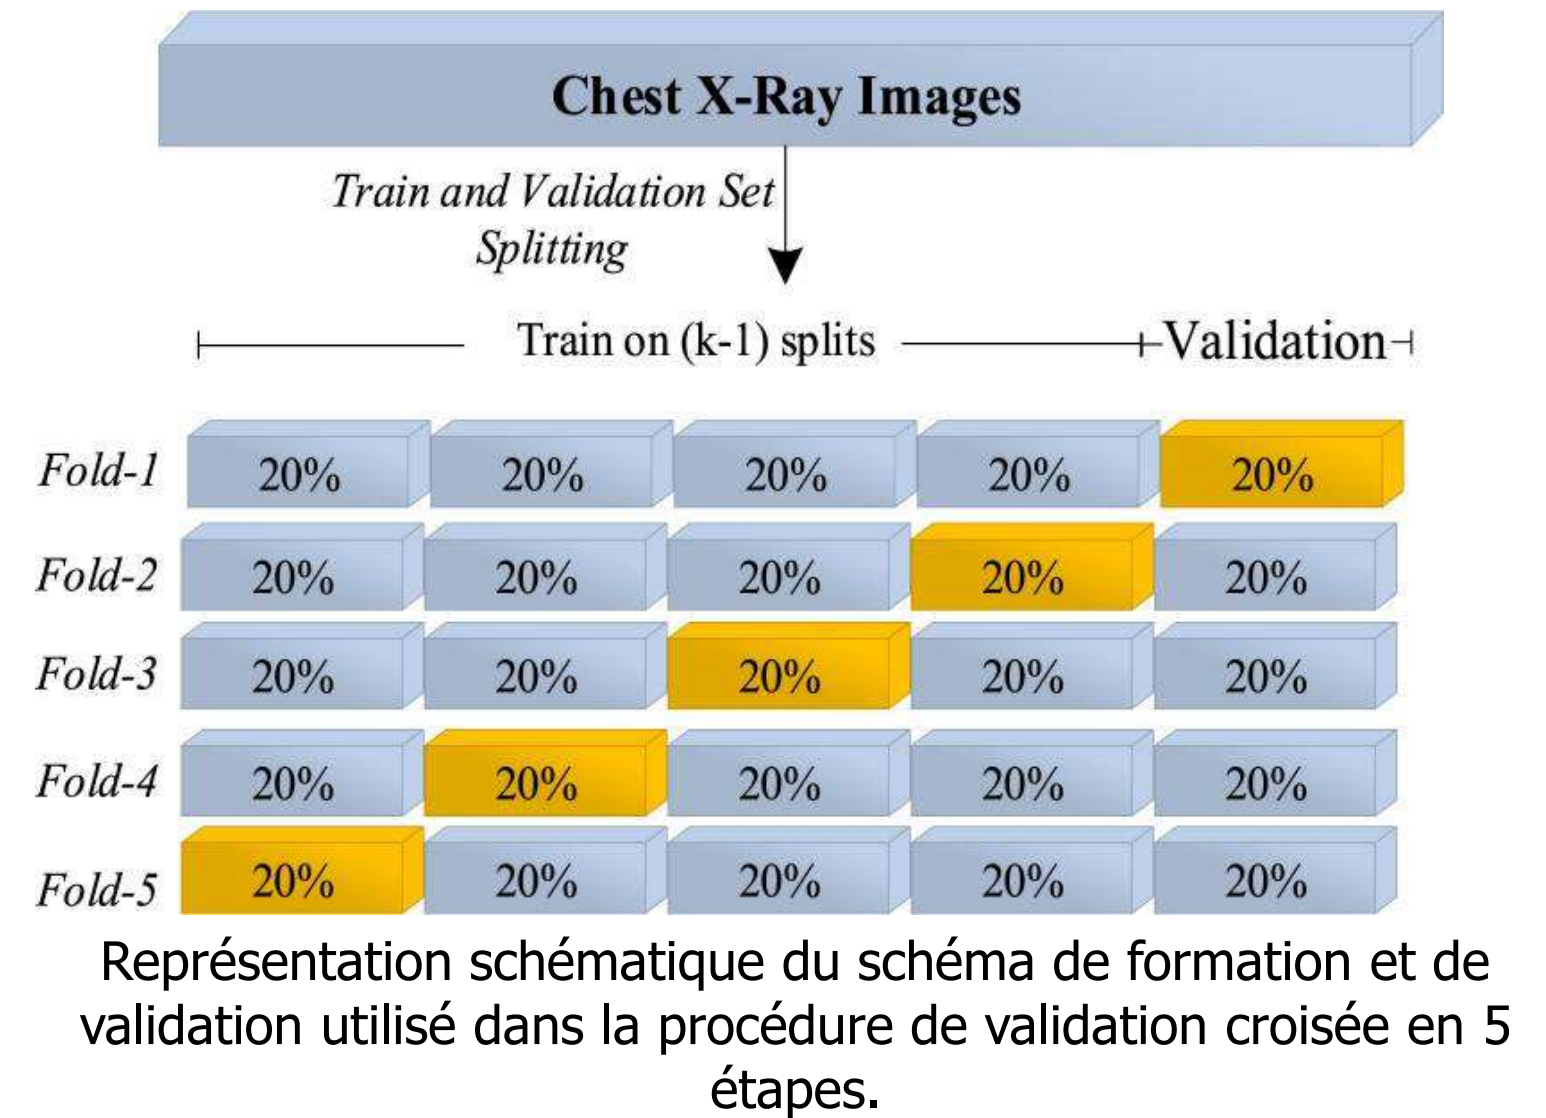 Chest X-Ray Images
Train and Validation Set
Splitting
Train on (k-1) splits Validation
Fold-1 20% 20% 20% 20% 20%
Fold-2 20% 20% 20% 20% 20%
Fold-3 20% 20% 20% 20% 20%
Fold-4 20% 20% 20% 20% 20%
Fold-5 20% 20% 20% 20% 20%
Représentation schématique du schéma de formation et de
validation utilisé dans la procédure de validation croisée en 5
étapes.